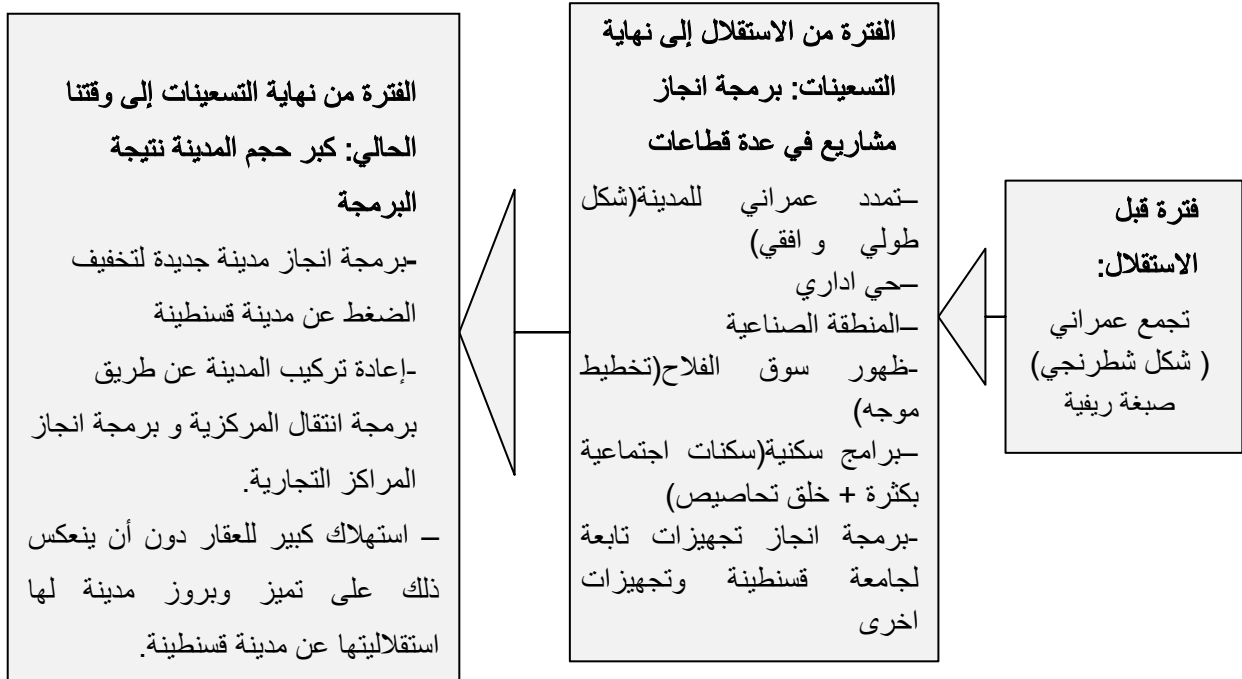 فترة قبل
الاستقلال:
تجمع عمراني
( شكل شطرنجي)
صبغة ريفية
الفترة من الاستقلال إلى نهاية
التسعينات: برمجة انجاز
مشاريع في عدة قطاعات
–تمدد عمراني للمدينة(شكل
طولي و افقي)
–حي اداري
–المنطقة الصناعية
-ظهور سوق الفلاح(تخطيط
موجه)
–برامج سكنية(سكنات اجتماعية
بكثرة + خلق تحاصيص)
-برمجة انجاز تجهيزات تابعة
لجامعة قسنطينة وتجهيزات
اخرى
الفترة من نهاية التسعينات إلى وقتنا
الحالي: كبر حجم المدينة نتيجة
البرمجة
-برمجة انجاز مدينة جديدة لتخفيف
الضغط عن مدينة قسنطينة
-إعادة تركيب المدينة عن طريق
برمجة انتقال المركزية و برمجة انجاز
المراكز التجارية.
– استهلاك كبير للعقار دون أن ينعكس
ذلك على تميز وبروز مدينة لها
استقلاليتها عن مدينة قسنطينة.